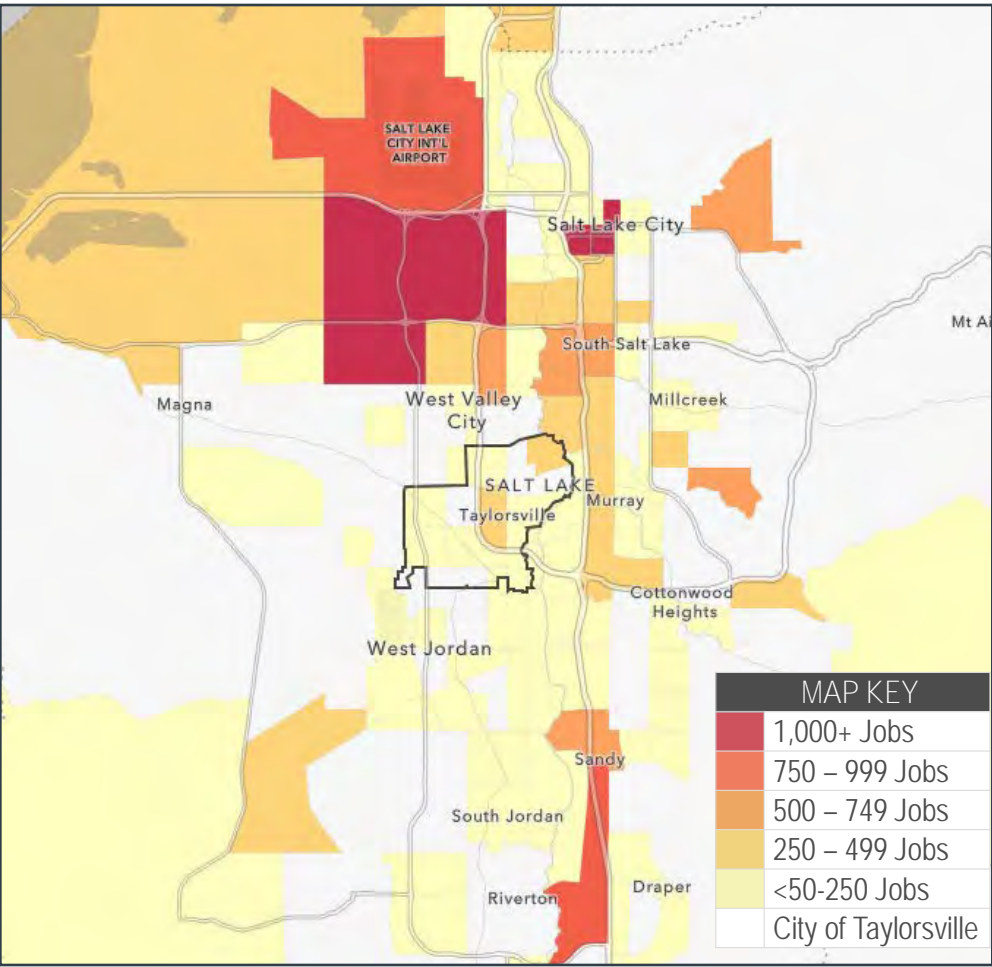 SALT LAKE
CITY INT'L
AIRPORT
Salt Lake City
Mt Ai
South Salt Lake
Magna
West Valley
City
Millcreek
SALT LAKE
Murray
Taylorsville
Cottonwood
Heights
West Jordan
Sandy
South Jordan
Riverton
Draper
MAP KEY
1,000+ Jobs
750 – 999 Jobs
500 – 749 Jobs
250 – 499 Jobs
<50-250 Jobs
City of Taylorsville